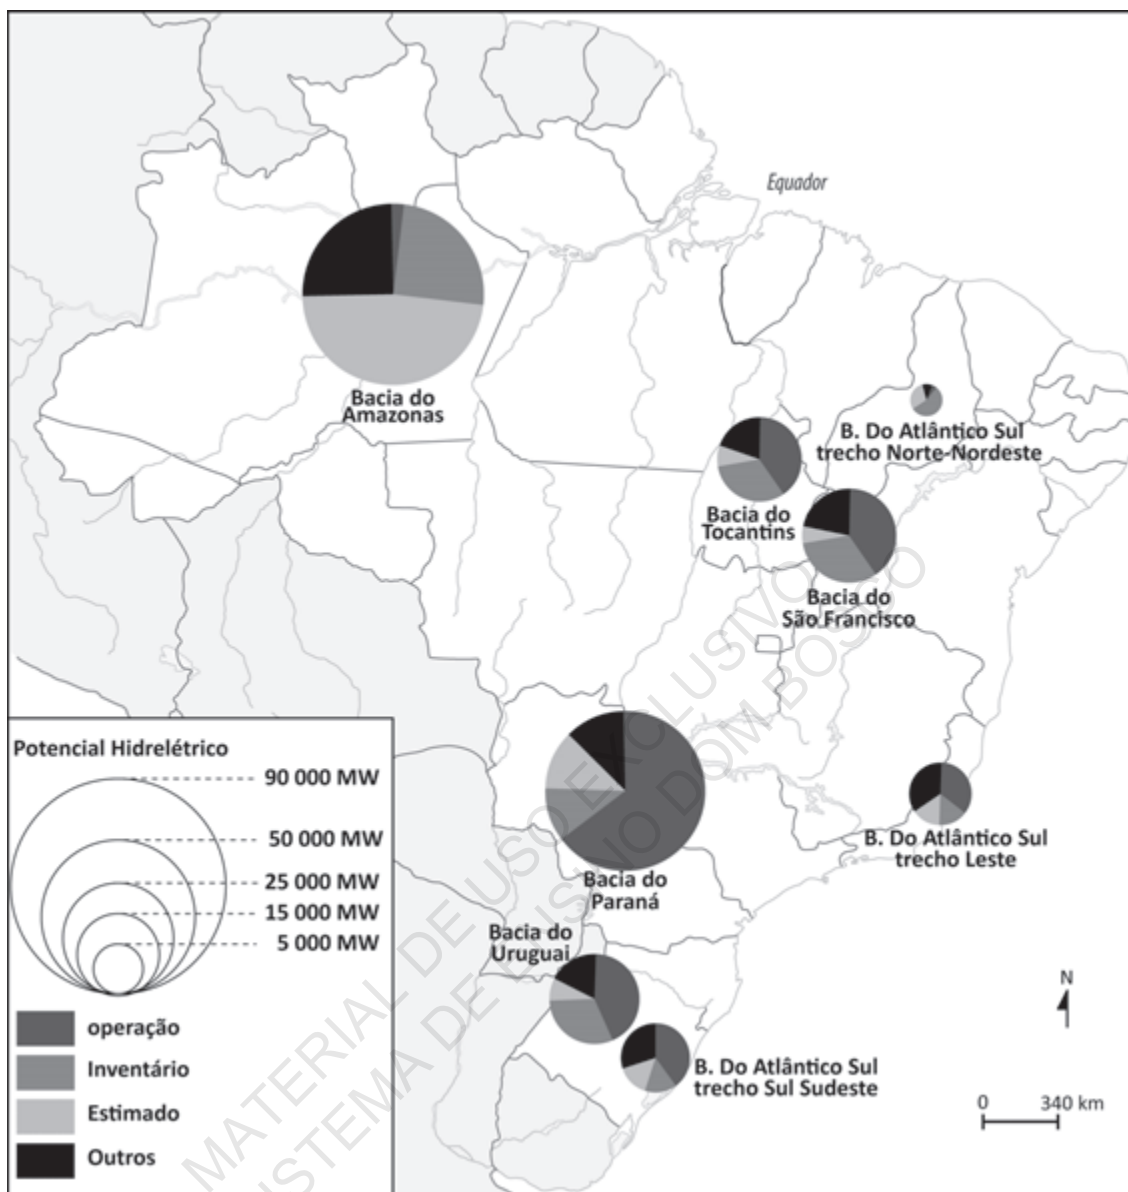 Equador
Bacia do
Amazonas
B. Do Atlântico Sul
trecho Norte-Nordeste
Bacia do
Tocantins
Bacia do
São Francisco
B. Do Atlântico Sul
trecho Leste
Bacia do
Paraná
Bacia do
Uruguai
B. Do Atlântico Sul
trecho Sul Sudeste
N
0 340 km
Potencial Hidrelétrico
90 000 MW
50 000 MW
25 000 MW
15 000 MW
5 000 MW
operação
Inventário
Estimado
Outros
MATERIAL DE USO EXCLUSIVO
SISTEMA DE ENSINO DOM BOSCO